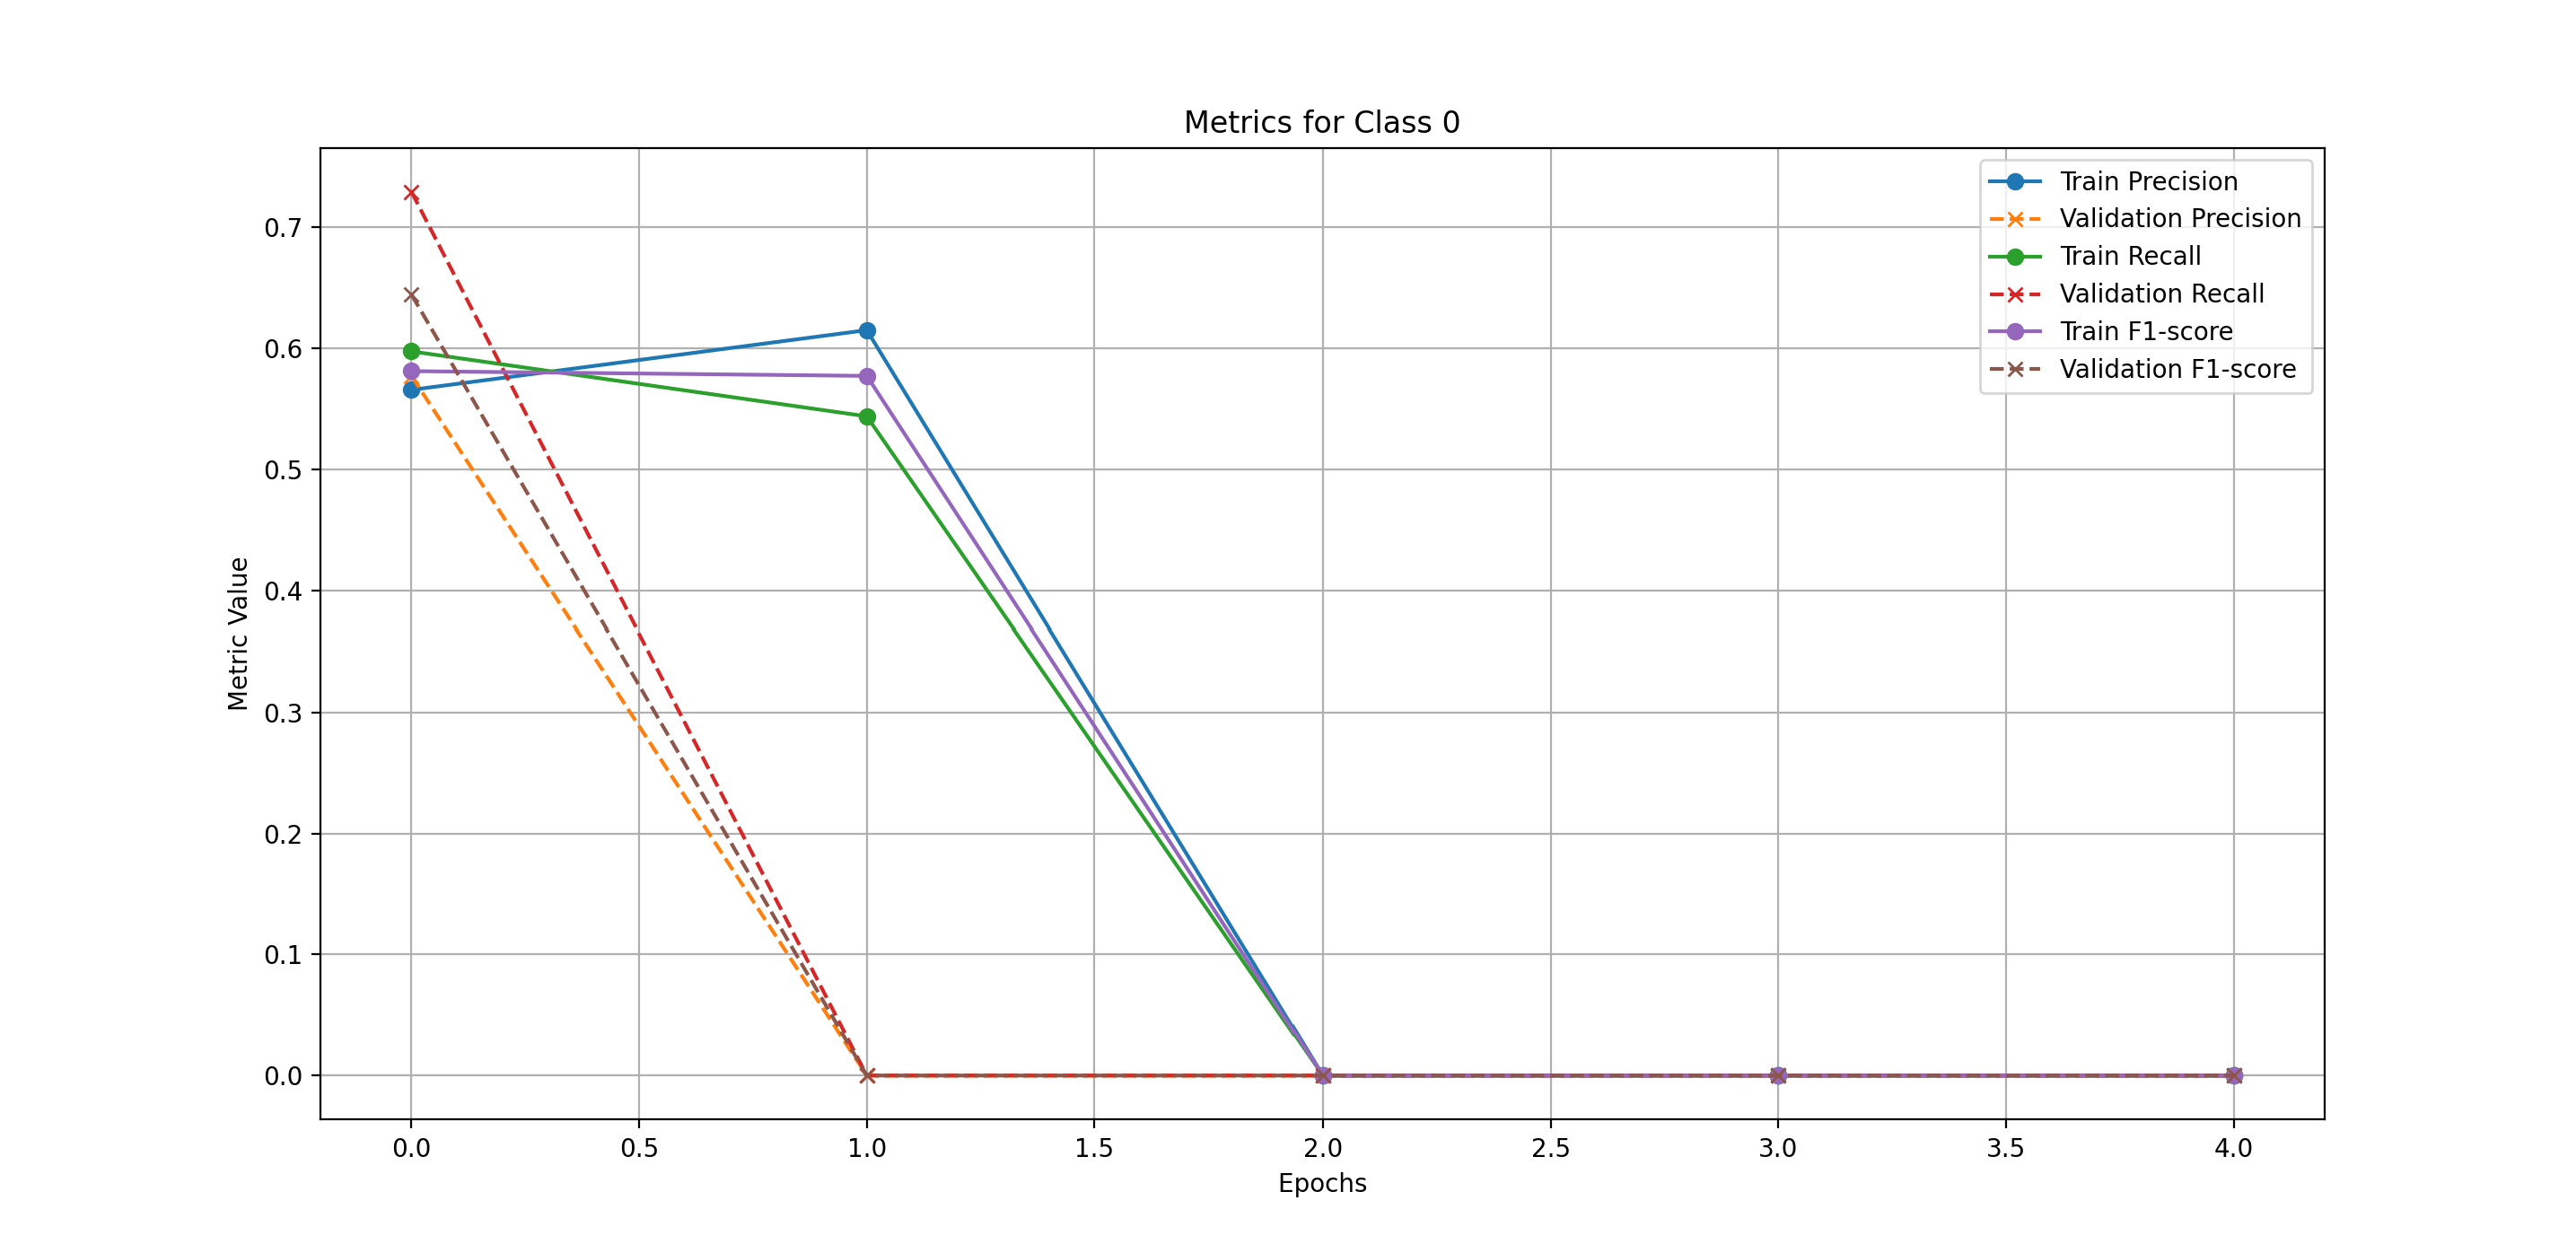 Metrics for Class 0
Train Precision
Validation Precision
Train Recall
Validation Recall
Train F1-score
Validation F1-score
Metric Value
0.7
0.6
0.5
0.4
0.3
0.2
0.1
0.0
0.0 0.5 1.0 1.5 2.0 2.5 3.0 3.5 4.0
Epochs